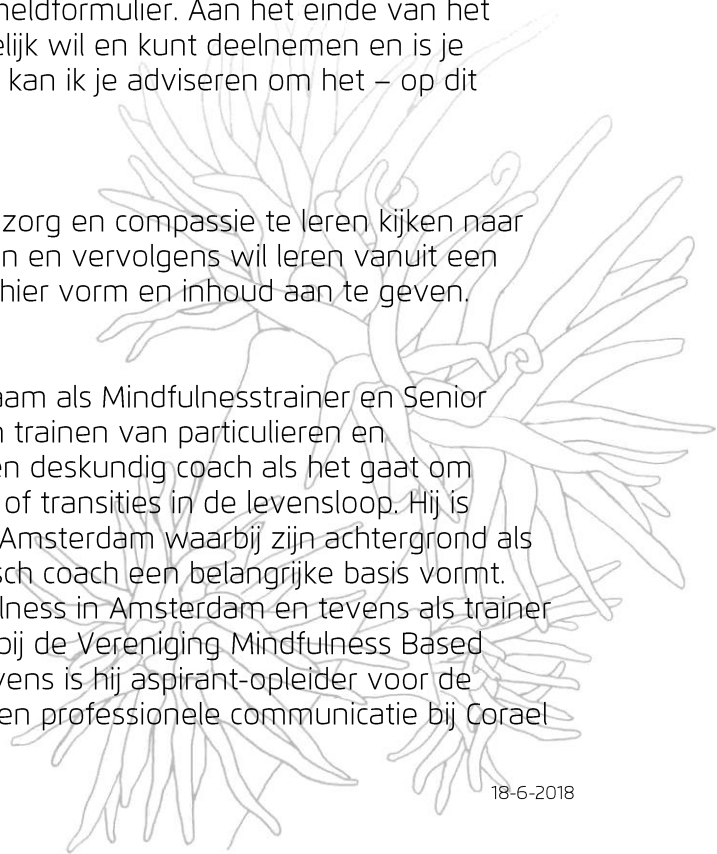 neldformulier. Aan het einde van het
elijk wil en kunt deelnemen en is je
kan ik je adviseren om het – op dit
zorg en compassie te leren kijken naar
n en vervolgens wil leren vanuit een
hier vorm en inhoud aan te geven.
aam als Mindfulnesstrainer en Senior
n trainen van particulieren en
en deskundig coach als het gaat om
of transities in de levensloop. Hij is
Amsterdam waarbij zijn achtergrond als
sch coach een belangrijke basis vormt.
lness in Amsterdam en tevens als trainer
bij de Vereniging Mindfulness Based
vens is hij aspirant-opleider voor de
en professionele communicatie bij Corael
18-6-2018